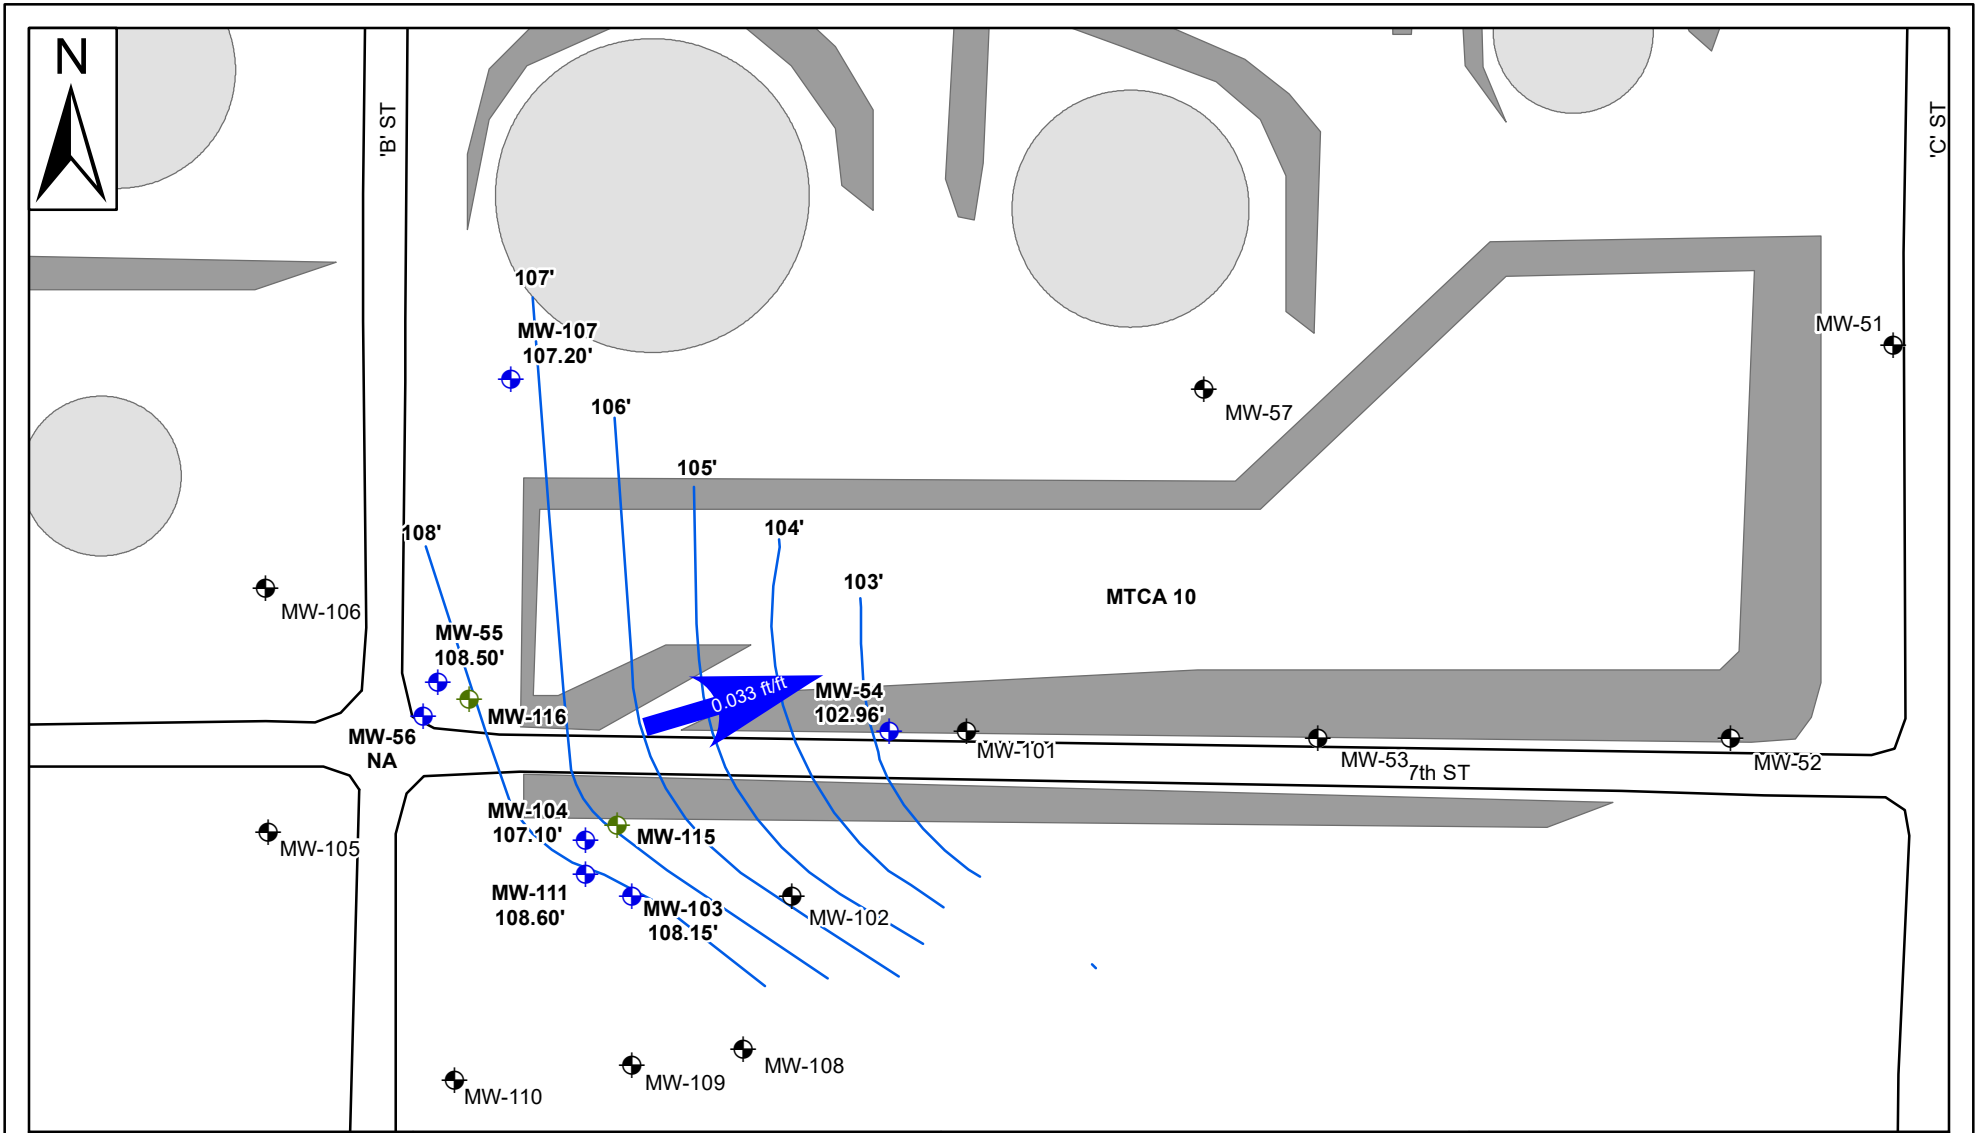 N
'B' ST
'C' ST
107'
MW-107
107.20'
MW-51
106'
MW-57
105'
104'
108'
103'
MTCA 10
MW-106
MW-55
108.50'
0.033 ft/ft
MW-54
102.96'
MW-116
MW-56
NA
MW-101
MW-53
7th ST
MW-52
MW-104
107.10'
MW-115
MW-105
MW-111
108.60'
MW-103
108.15'
MW-102
MW-108
MW-109
MW-110